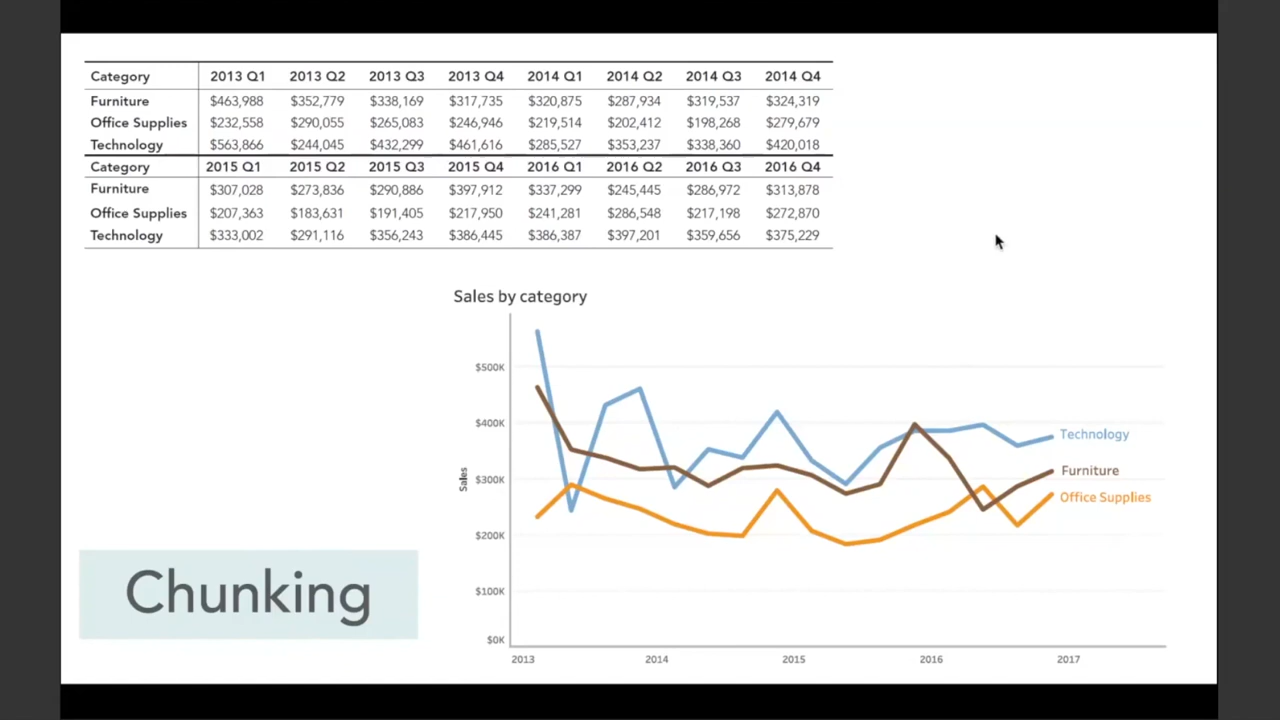 Category 2013 Q1 2013 Q2 2013 Q3 2013 Q4 2014 Q1 2014 Q2 2014 Q3 2014 Q4
Furniture $463,988 $352,779 $338,169 $317,735 $320,875 $287,934 $319,537 $324,319
Office Supplies $232,558 $290,055 $265,083 $246,946 $219,514 $202,412 $198,268 $279,679
Technology $563,866 $244,045 $432,299 $461,616 $285,527 $353,237 $338,360 $420,018
Category 2015 Q1 2015 Q2 2015 Q3 2015 Q4 2016 Q1 2016 Q2 2016 Q3 2016 Q4
Furniture $307,028 $273,836 $290,886 $397,912 $337,299 $245,445 $286,972 $313,878
Office Supplies $207,363 $183,631 $191,405 $217,950 $241,281 $286,548 $217,198 $272,870
Technology $333,002 $291,116 $356,243 $386,445 $386,387 $397,201 $359,656 $375,229
Sales by category
$500K
$400K
Technology
Furniture
Sales
$300K
Office Supplies
$200K
Chunking
$100K
$0K
2013 2014 2015 2016 2017